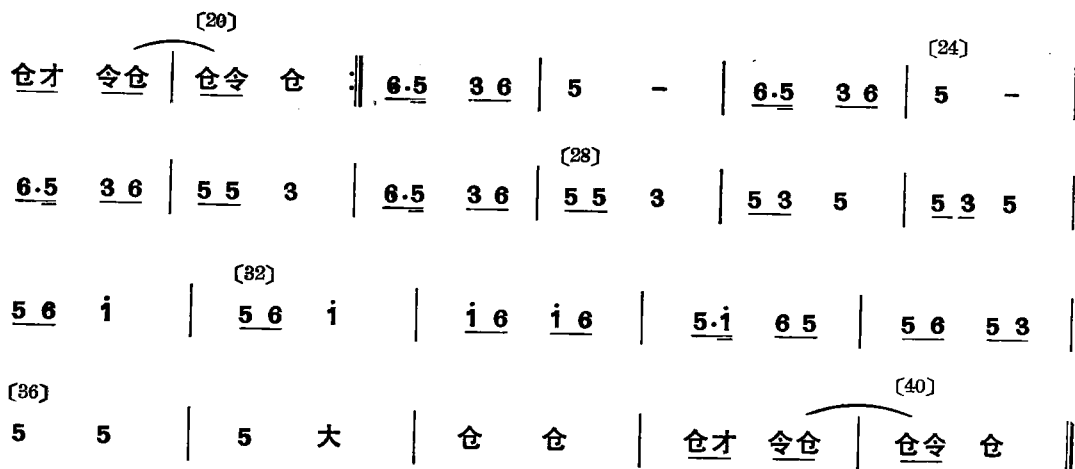 〔20〕 〔24〕
仓才 令仓 | 仓令 仓 :‖ 6·5 3 6 | 5 - | 6·5 3 6 | 5 - |
〔28〕
6·5 3 6 | 5 5 3 | 6·5 3 6 | 5 5 3 | 5 3 5 | 5 3 5 |
〔32〕
5 6 i | 5 6 i | i 6 i 6 | 5·i 6 5 | 5 6 5 3 |
〔36〕 〔40〕
5 5 | 5 大 | 仓 仓 | 仓才 令仓 | 仓令 仓 ‖